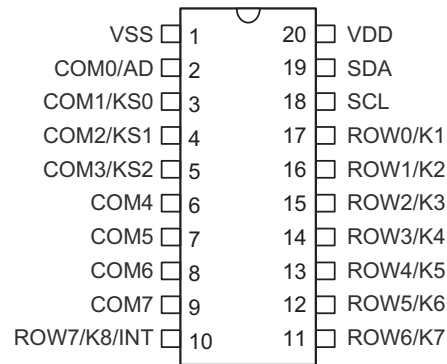 VSS 1 20 VDD
COM0/AD 2 19 SDA
COM1/KS0 3 18 SCL
COM2/KS1 4 17 ROW0/K1
COM3/KS2 5 16 ROW1/K2
COM4 6 15 ROW2/K3
COM5 7 14 ROW3/K4
COM6 8 13 ROW4/K5
COM7 9 12 ROW5/K6
ROW7/K8/INT 10 11 ROW6/K7